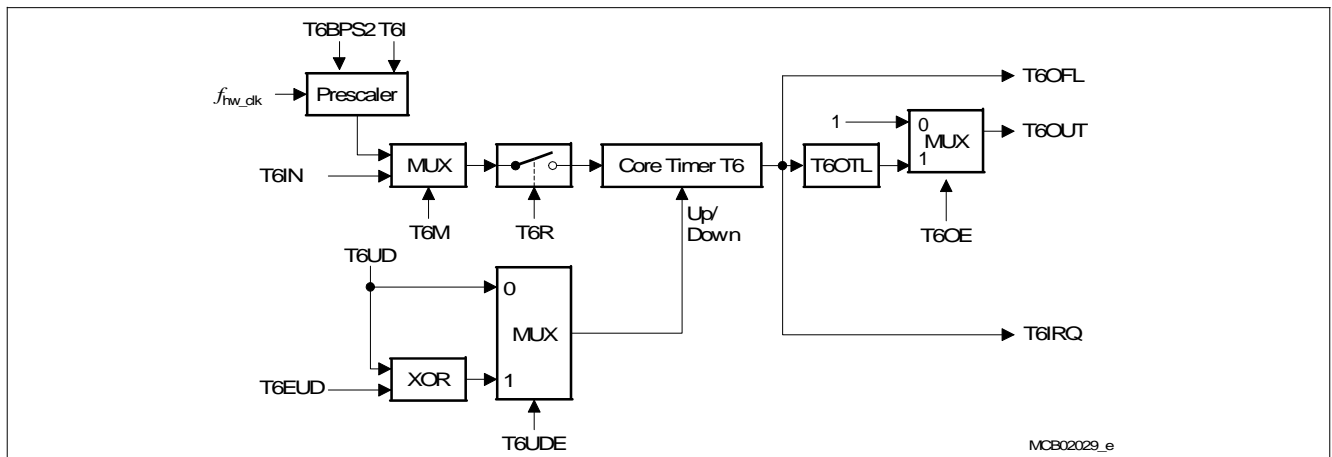 T6BPS2 T6I
fhw_clk
Prescaler
T6IN
MUX
T6M
T6R
Core Timer T6
Up/
Down
T6OFL
1
0
MUX
1
T6OUT
T6OTL
T6OE
T6UD
0
MUX
1
T6EUD
XOR
T6UDE
T6IRQ
MCB02029_e